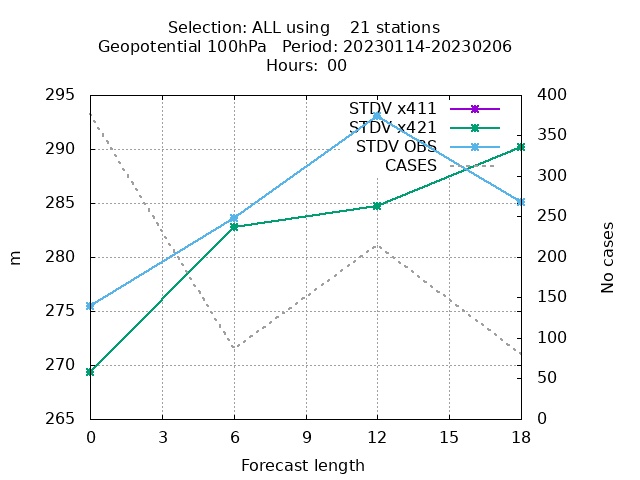 Selection: ALL using    21 stations
Geopotential 100hPa   Period: 20230114-20230206
Hours: 00
295
290
285
280
275
270
265
m
400
350
300
250
200
150
100
50
0
No cases
STDV x411
STDV x421
STDV OBS
CASES
0 3 6 9 12 15 18
Forecast length